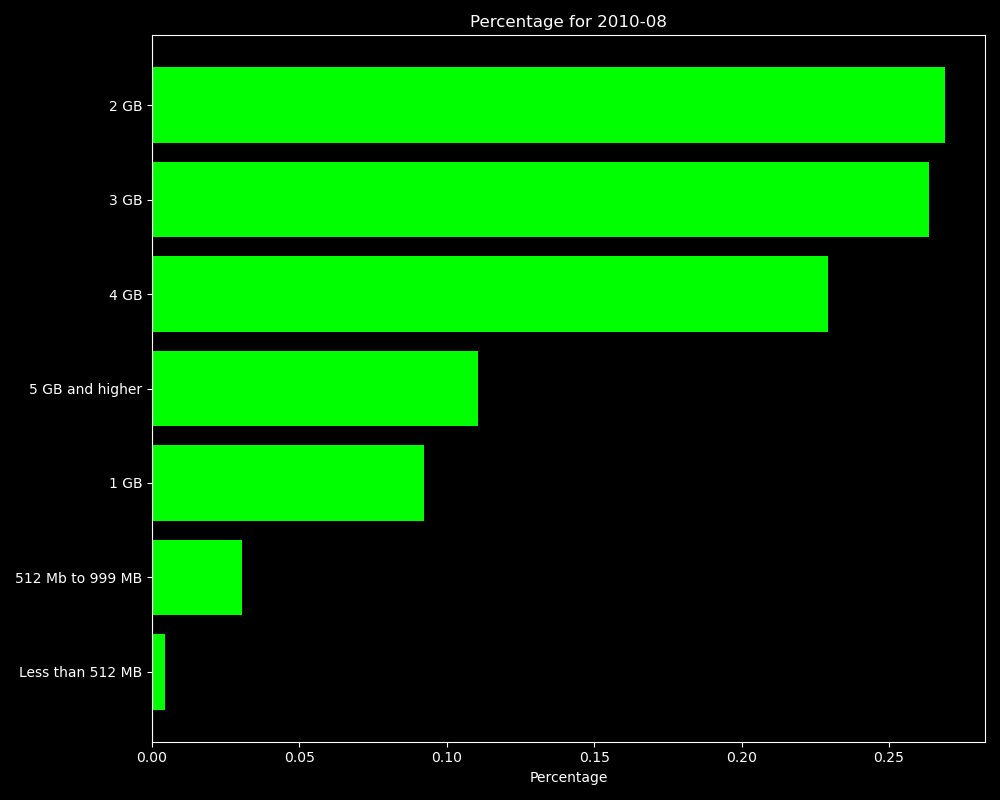 Percentage for 2010-08
2 GB
3 GB
4 GB
5 GB and higher
1 GB
512 Mb to 999 MB
Less than 512 MB
0.00 0.05 0.10 0.15 0.20 0.25
Percentage